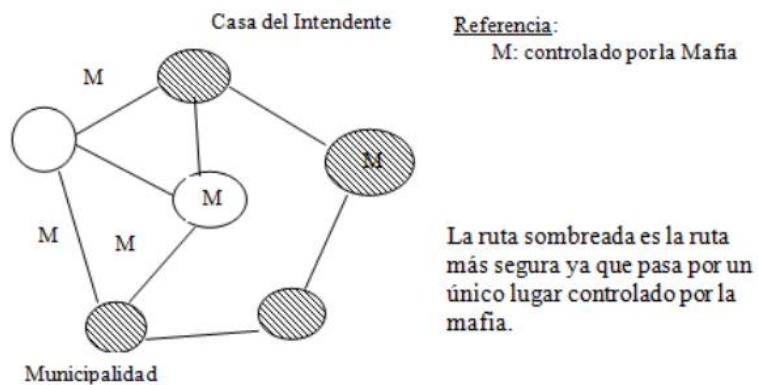 Casa del Intendente
Referencia:
M: controlado por la Mafia
M
M
M
M
M
La ruta sombreada es la ruta
más segura ya que pasa por un
único lugar controlado por la
mafia.
Municipalidad